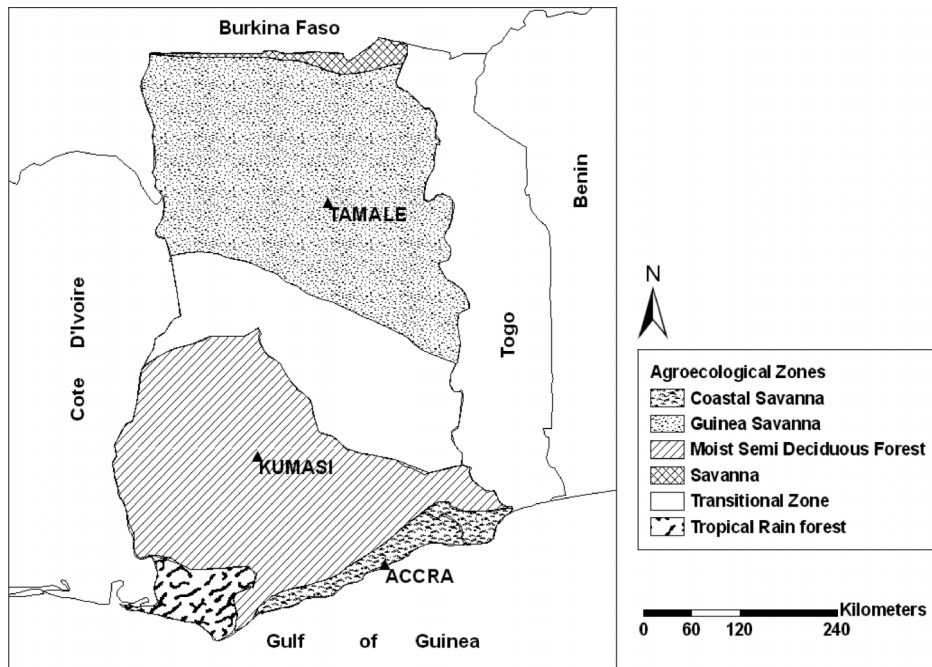 Burkina Faso
Benin
TAMALE
Cote D'Ivoire
Togo
KUMASI
ACCRA
Gulf of Guinea
N
Agroecological Zones
Coastal Savanna
Guinea Savanna
Moist Semi Deciduous Forest
Savanna
Transitional Zone
Tropical Rain forest
Kilometers
0 60 120 240